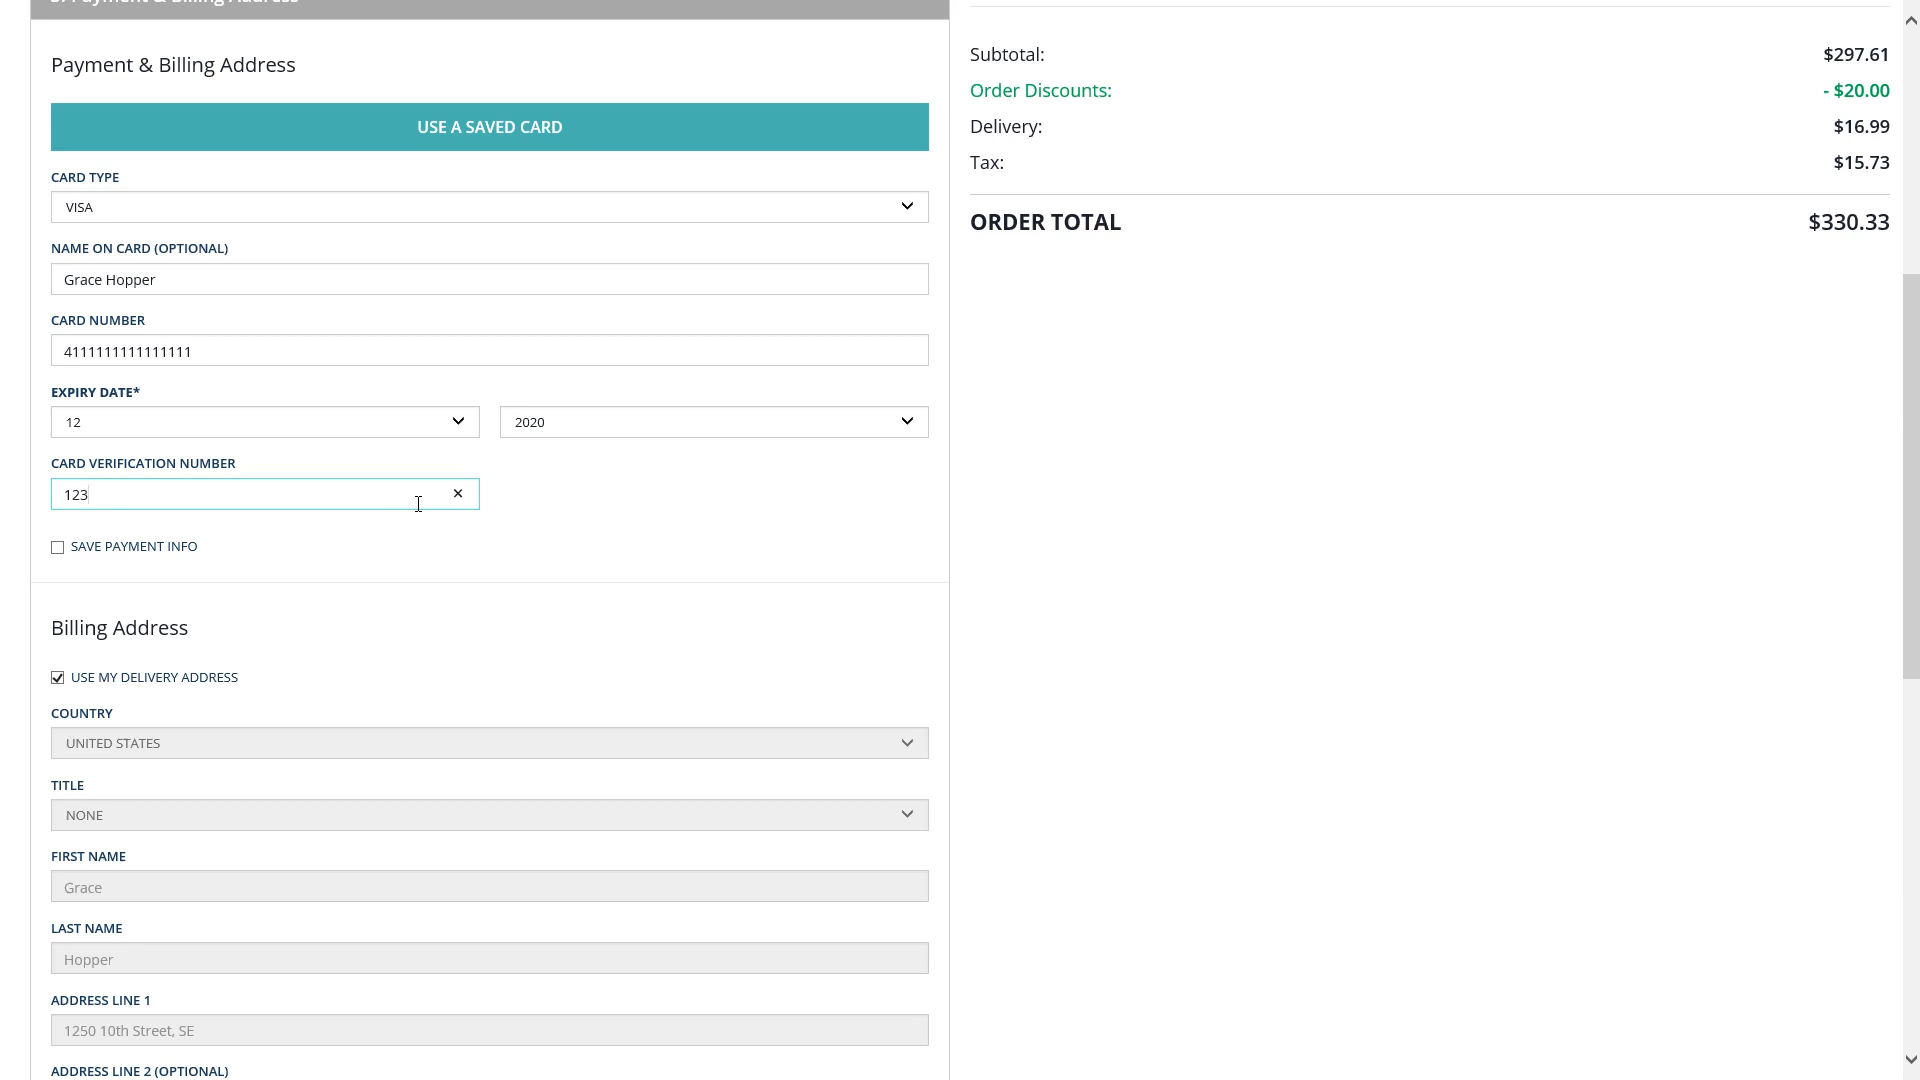 Payment & Billing Address
USE A SAVED CARD
CARD TYPE
VISA
NAME ON CARD (OPTIONAL)
Grace Hopper
CARD NUMBER
4111111111111111
EXPIRY DATE*
12
2020
CARD VERIFICATION NUMBER
123
SAVE PAYMENT INFO
Billing Address
USE MY DELIVERY ADDRESS
COUNTRY
UNITED STATES
TITLE
NONE
FIRST NAME
Grace
LAST NAME
Hopper
ADDRESS LINE 1
1250 10th Street, SE
ADDRESS LINE 2 (OPTIONAL)
Subtotal: $297.61
Order Discounts: - $20.00
Delivery: $16.99
Tax: $15.73
ORDER TOTAL $330.33